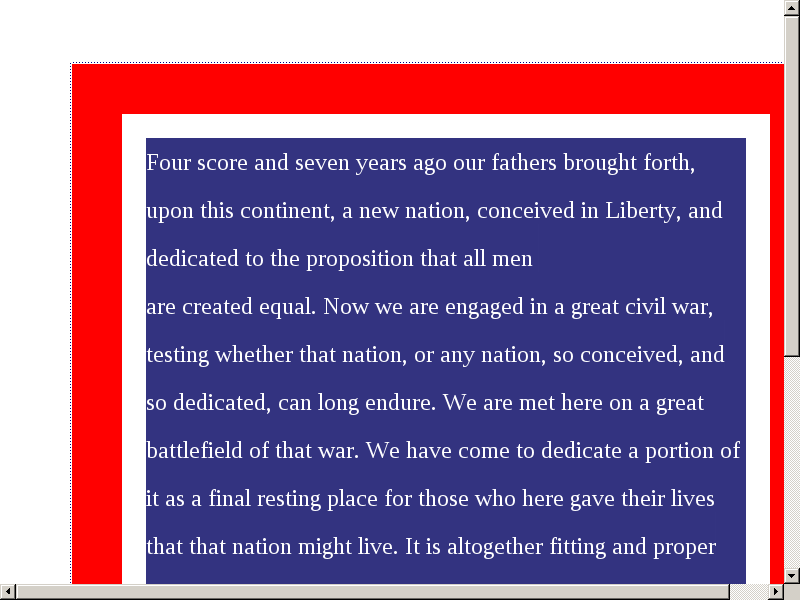 Four score and seven years ago our fathers brought forth,
upon this continent, a new nation, conceived in Liberty, and
dedicated to the proposition that all men
are created equal. Now we are engaged in a great civil war,
testing whether that nation, or any nation, so conceived, and
so dedicated, can long endure. We are met here on a great
battlefield of that war. We have come to dedicate a portion of
it as a final resting place for those who here gave their lives
that that nation might live. It is altogether fitting and proper